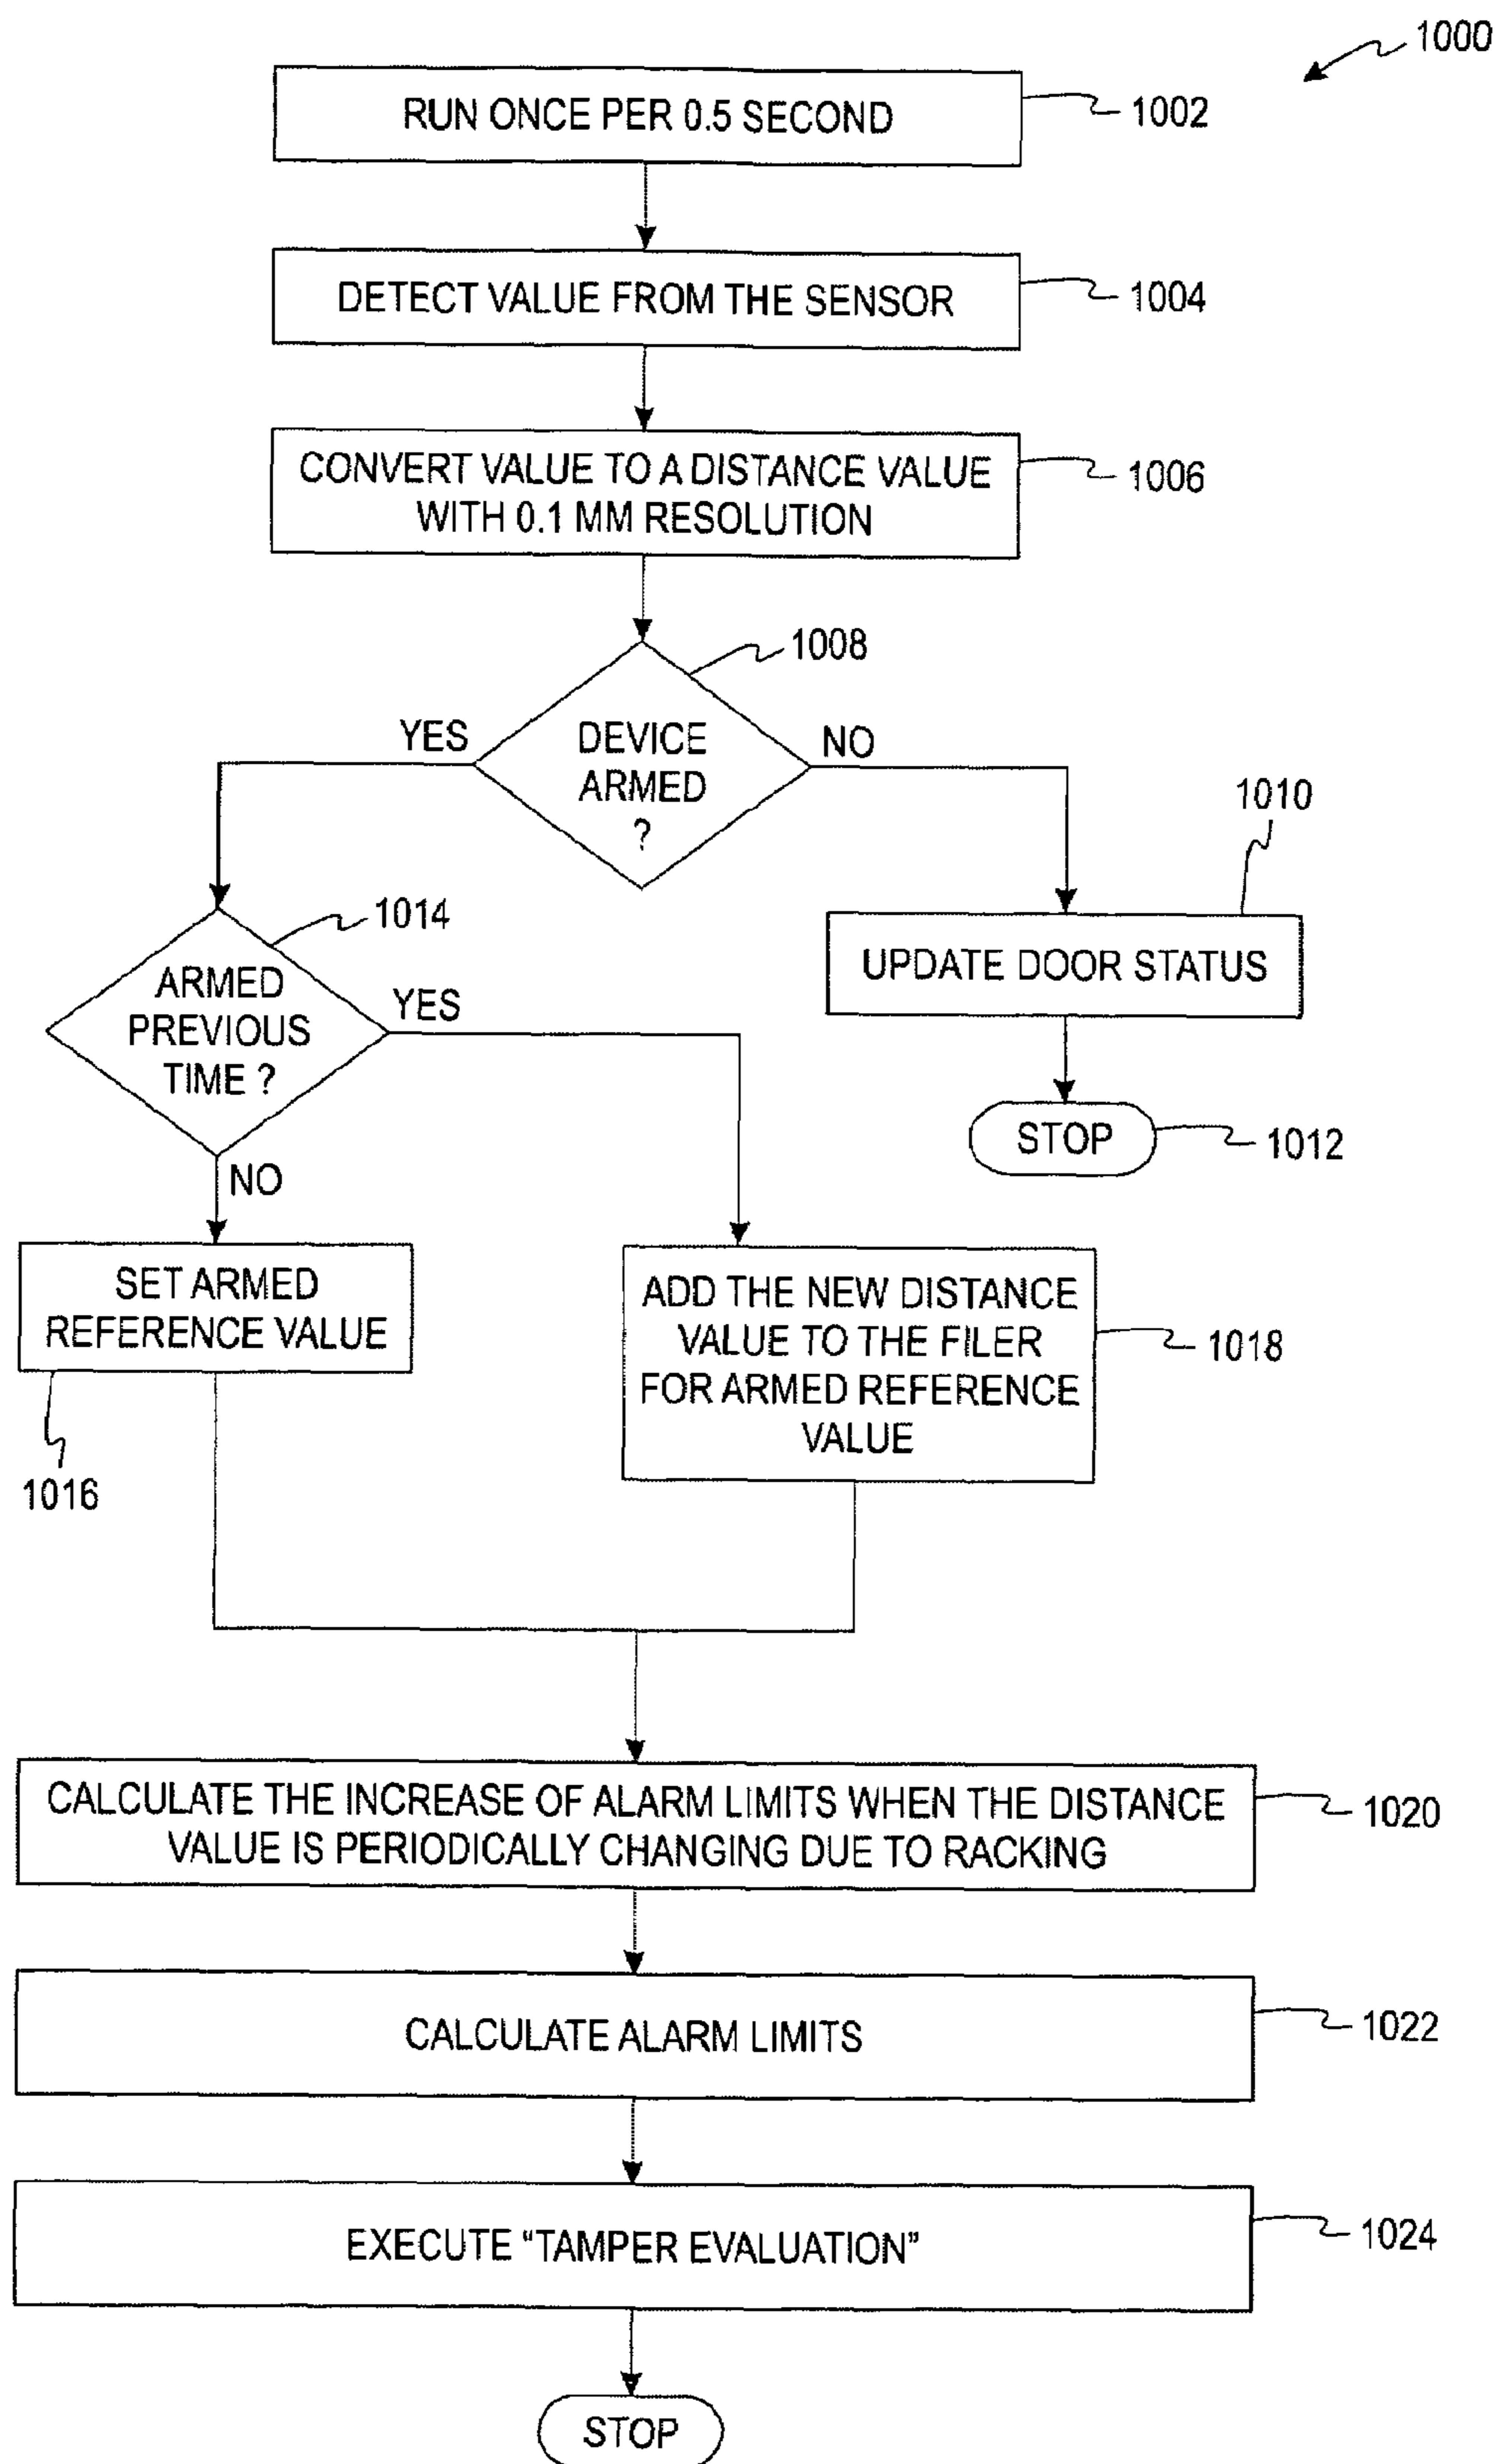 1000
RUN ONCE PER 0.5 SECOND
1002
DETECT VALUE FROM THE SENSOR
1004
CONVERT VALUE TO A DISTANCE VALUE
WITH 0.1 MM RESOLUTION
1006
1008
DEVICE
ARMED
?
YES
NO
1010
UPDATE DOOR STATUS
STOP
1012
1014
ARMED
PREVIOUS
TIME ?
YES
NO
SET ARMED
REFERENCE VALUE
1016
ADD THE NEW DISTANCE
VALUE TO THE FILER
FOR ARMED REFERENCE
VALUE
1018
CALCULATE THE INCREASE OF ALARM LIMITS WHEN THE DISTANCE
VALUE IS PERIODICALLY CHANGING DUE TO RACKING
1020
CALCULATE ALARM LIMITS
1022
EXECUTE “TAMPER EVALUATION”
1024
STOP